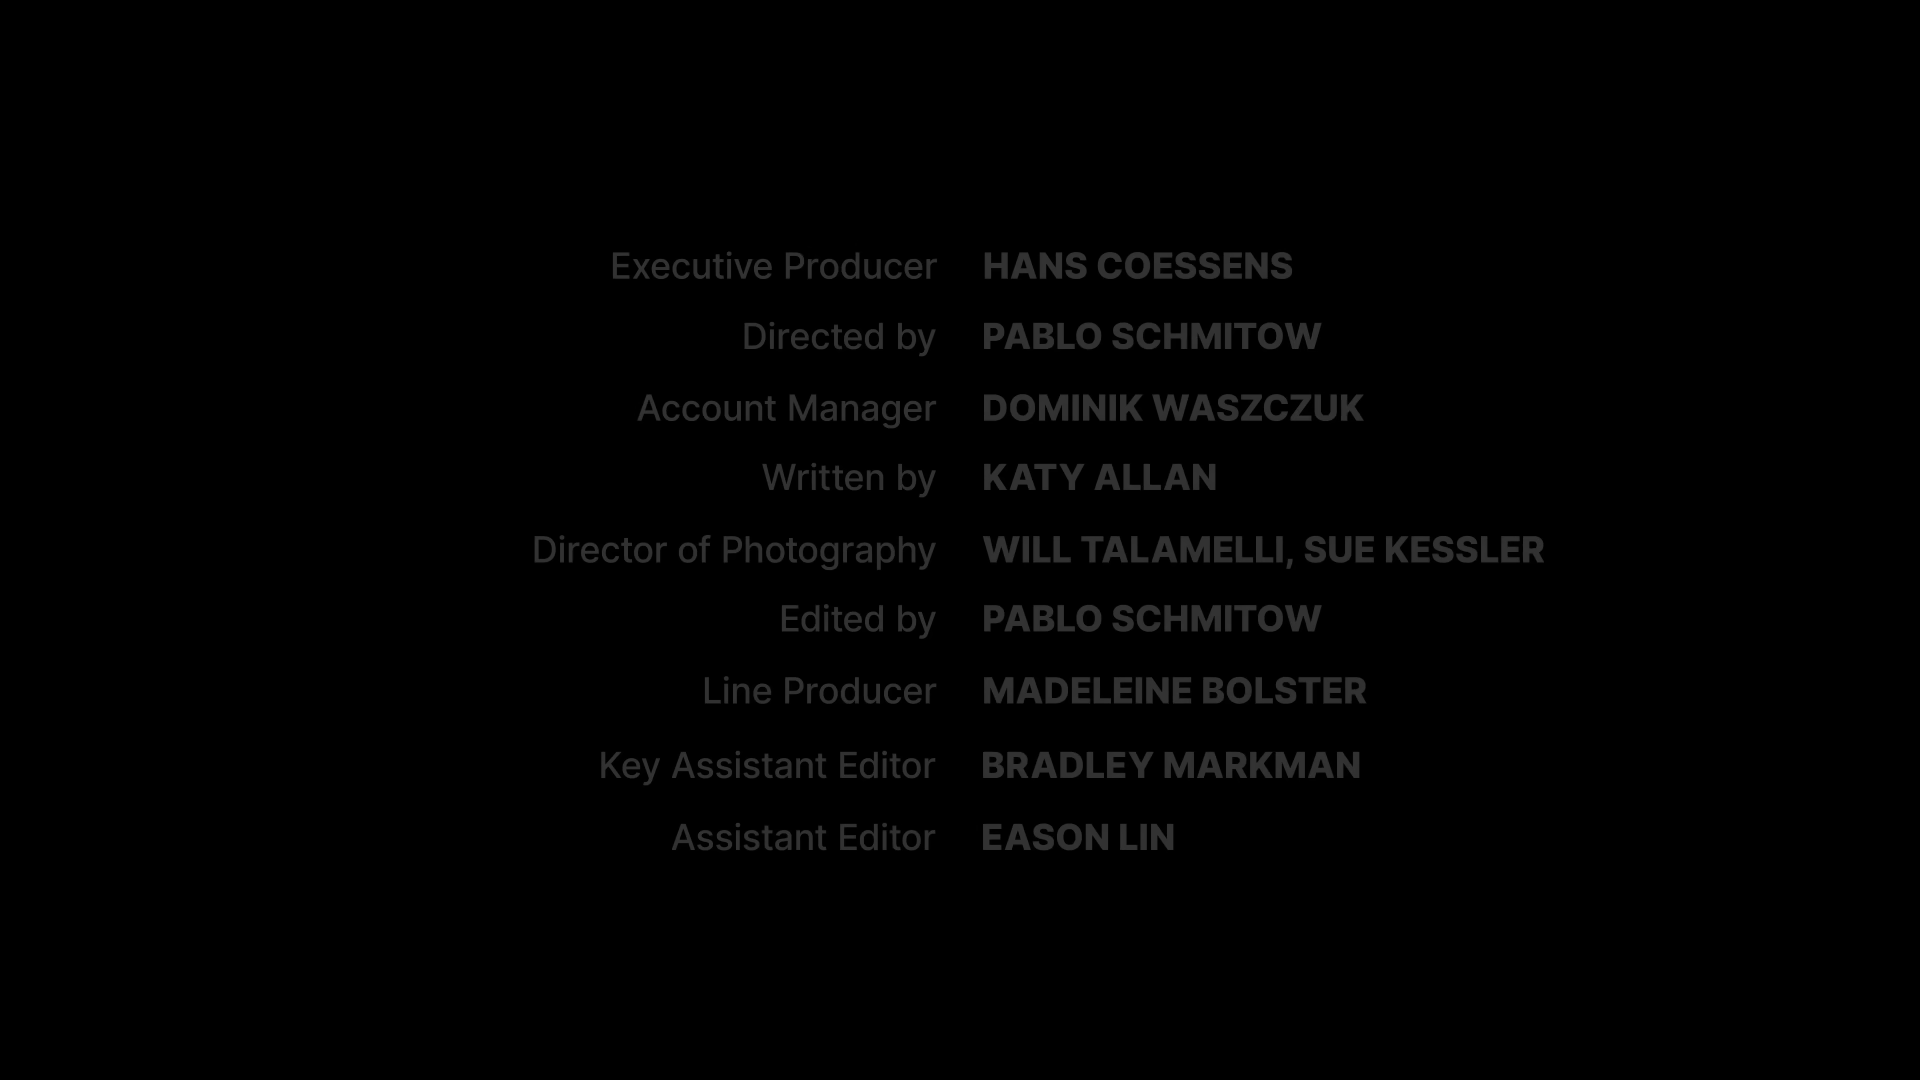 Executive Producer HANS COESSENS
Directed by PABLO SCHMITOW
Account Manager DOMINIK WASZCZUK
Written by KATY ALLAN
Director of Photography WILL TALAMELLI, SUE KESSLER
Edited by PABLO SCHMITOW
Line Producer MADELEINE BOLSTER
Key Assistant Editor BRADLEY MARKMAN
Assistant Editor EASON LIN